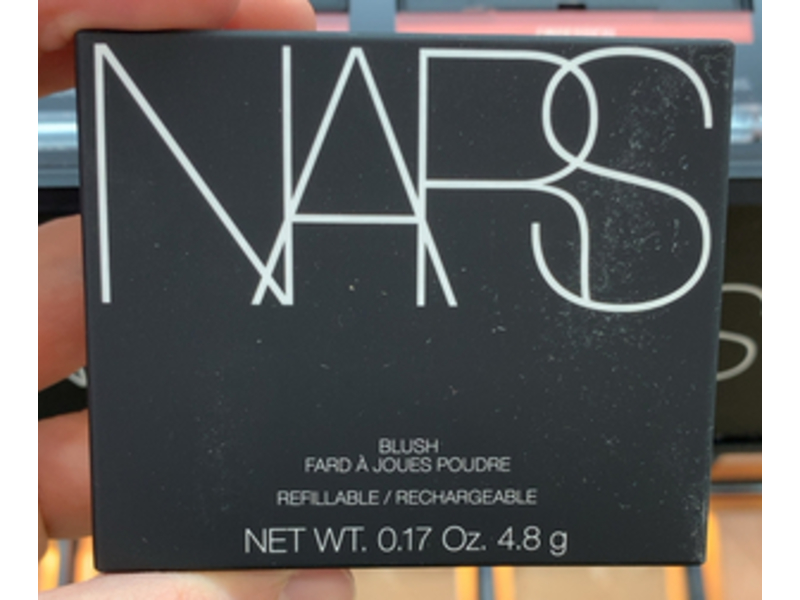 NARS
BLUSH
FARD À JOUES POUDRE
REFILLABLE / RECHARGEABLE
NET WT. 0.17 Oz. 4.8 g